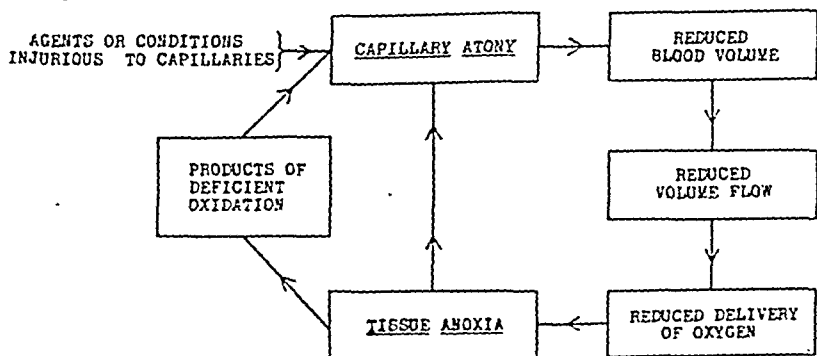 AGENTS OR CONDITIONS
INJURIOUS TO CAPILLARIES
CAPILLARY ATONY
REDUCED
BLOOD VOLUME
PRODUCTS OF
DEFICIENT
OXIDATION
REDUCED
VOLUME FLOW
TISSUE ANOXIA
REDUCED DELIVERY
OF OXYGEN